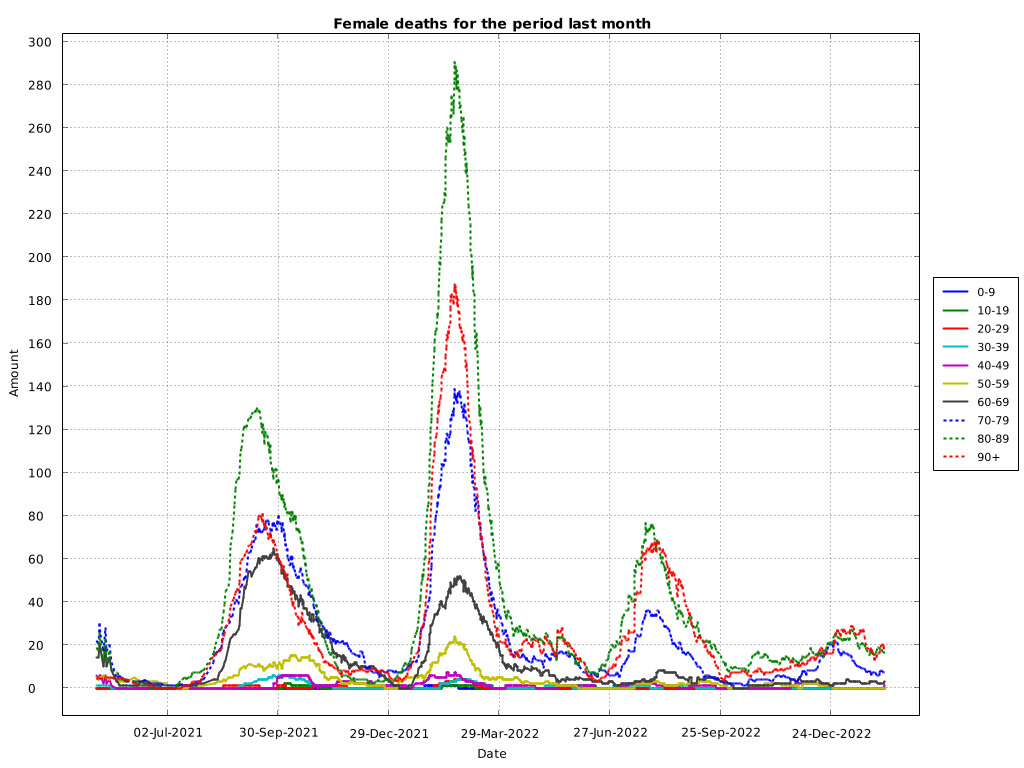 Female deaths for the period last month
300
280
260
240
220
200
180
160
140
120
100
80
60
40
20
0
Amount
02-Jul-2021
30-Sep-2021
29-Dec-2021
29-Mar-2022
27-Jun-2022
25-Sep-2022
24-Dec-2022
Date
0-9
10-19
20-29
30-39
40-49
50-59
60-69
70-79
80-89
90+